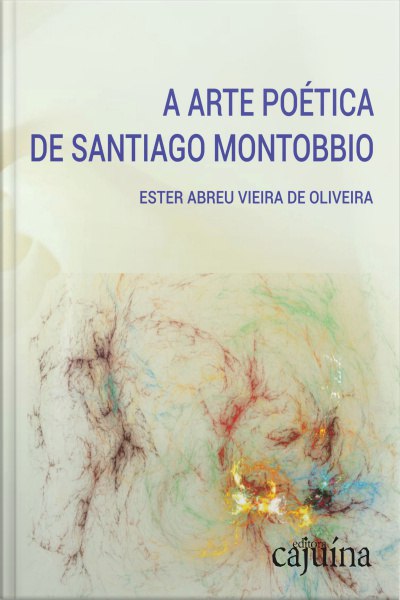 A ARTE POÉTICA
DE SANTIAGO MONTOBBIO
ESTER ABREU VIEIRA DE OLIVEIRA
editora
cajuína